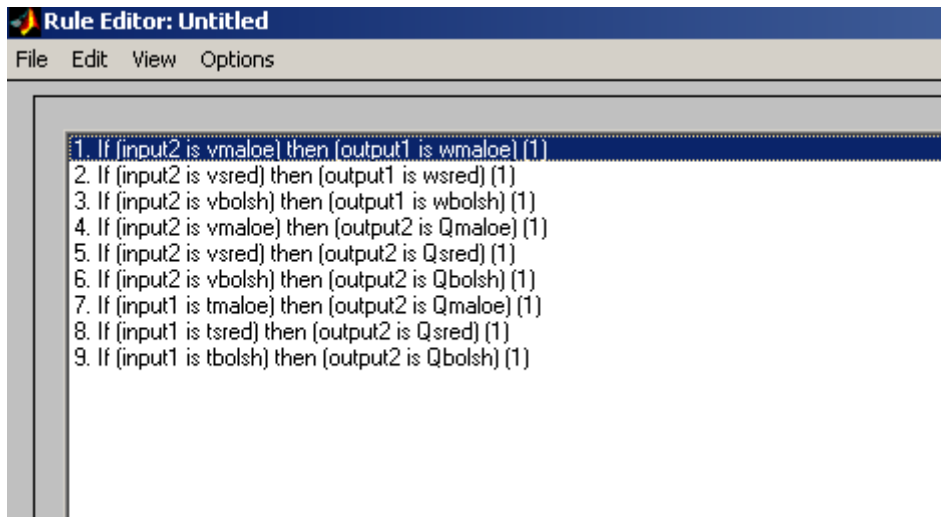 Rule Editor: Untitled
File Edit View Options
1. If (input2 is vmaloe) then (output1 is wmaloe) (1)
2. If (input2 is vsred) then (output1 is wsred) (1)
3. If (input2 is vbolsh) then (output1 is wbolsh) (1)
4. If (input2 is vmaloe) then (output2 is Qmaloe) (1)
5. If (input2 is vsred) then (output2 is Qsred) (1)
6. If (input2 is vbolsh) then (output2 is Qbolsh) (1)
7. If (input1 is tmaloe) then (output2 is Qmaloe) (1)
8. If (input1 is tsred) then (output2 is Qsred) (1)
9. If (input1 is tbolsh) then (output2 is Qbolsh) (1)